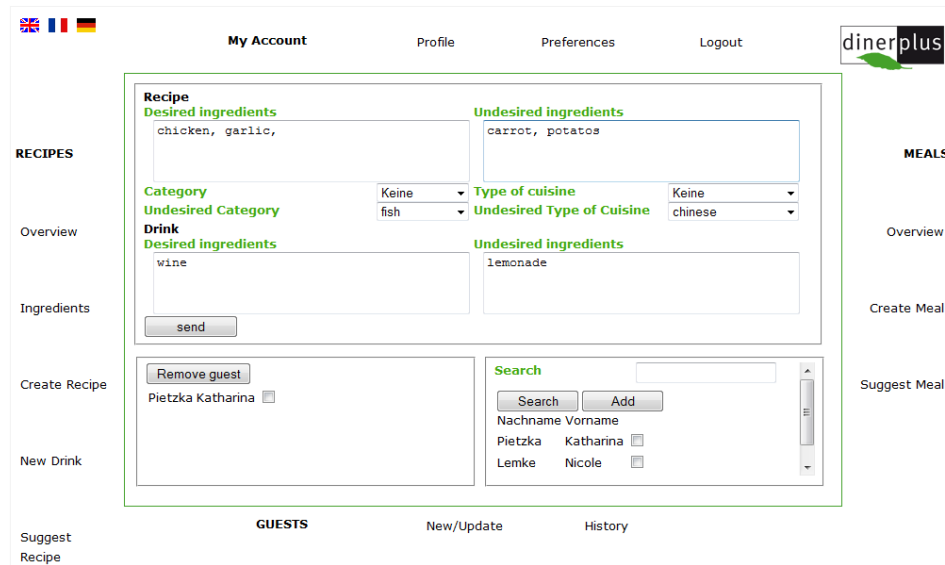 My Account Profile Preferences Logout
dinerplus
Recipe
Desired ingredients Undesired ingredients
chicken, garlic, carrot, potatos
RECIPES MEALS
Category Keine Type of cuisine Keine
Undesired Category fish Undesired Type of Cuisine chinese
Drink
Overview Overview
Desired ingredients Undesired ingredients
wine lemonade
Ingredients Create Meal
send
Remove guest Search
Create Recipe Suggest Meal
Pietzka Katharina Search Add
Nachname Vorname
Pietzka Katharina
New Drink Lemke Nicole
GUESTS New/Update History
Suggest
Recipe